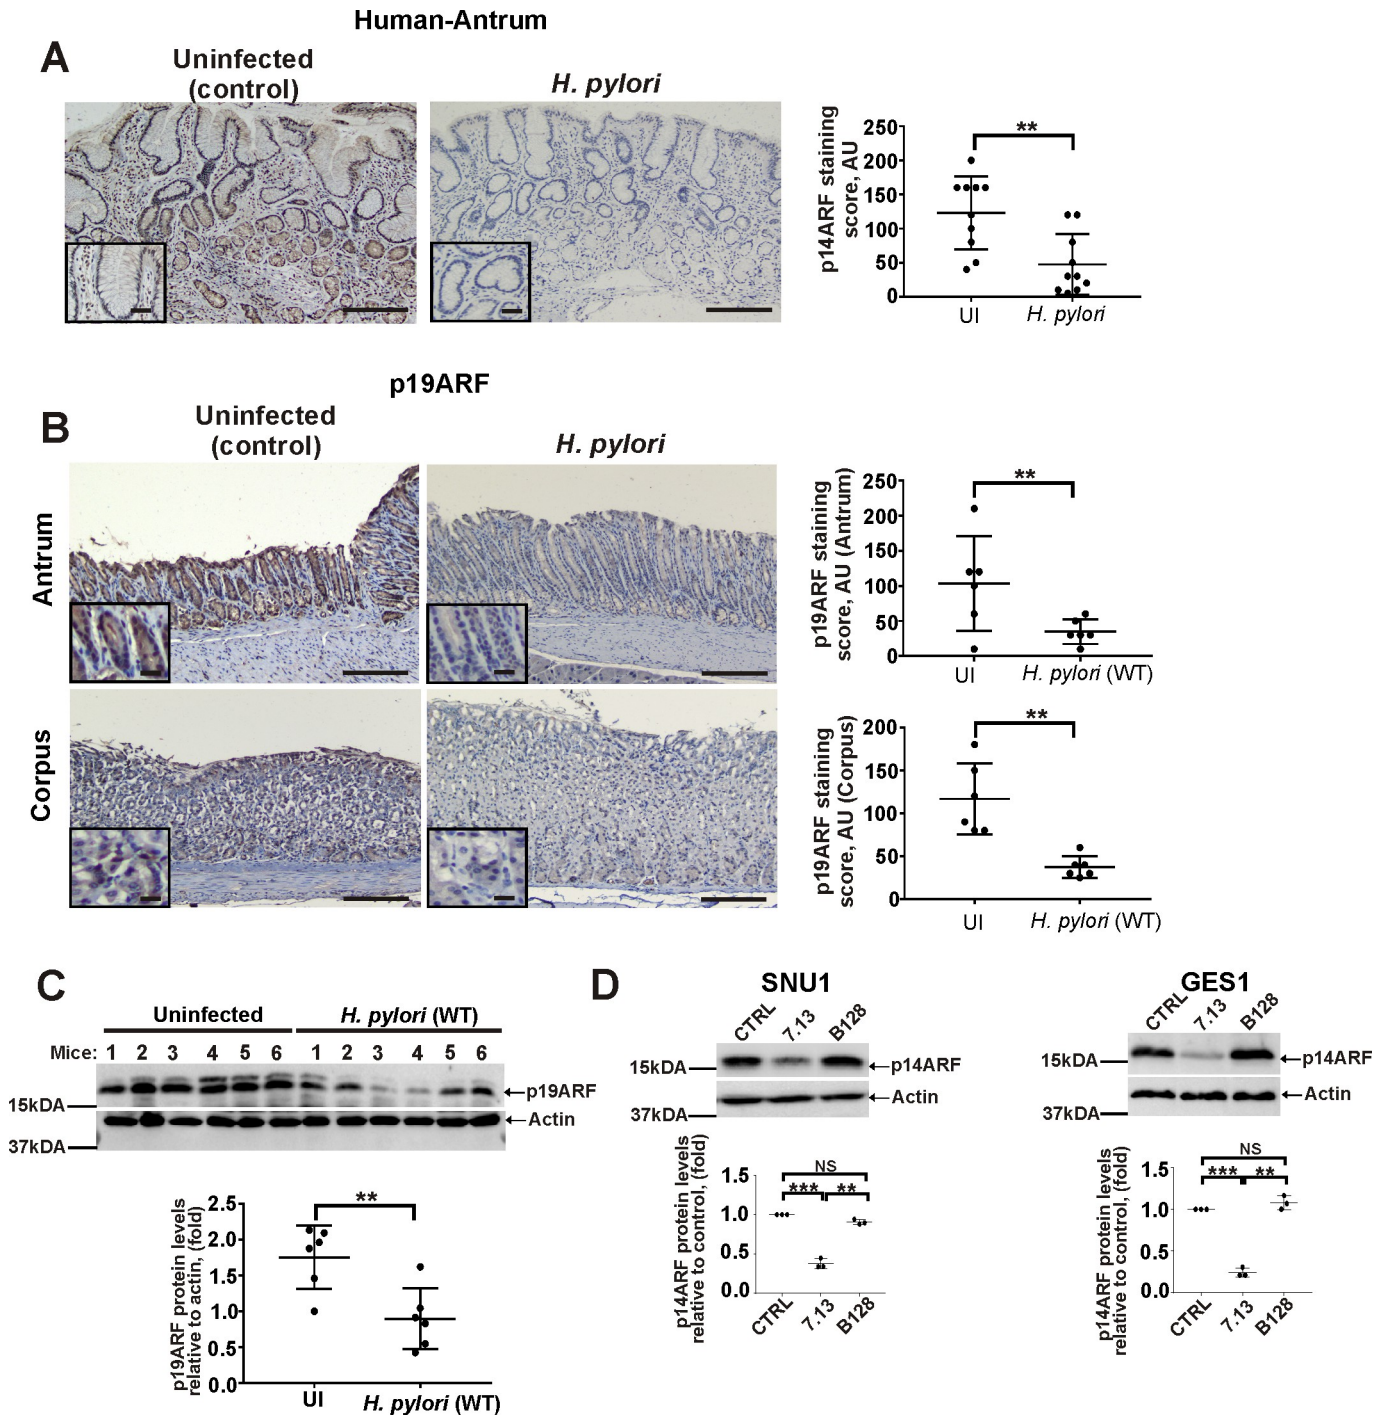 Human-Antrum
A
Uninfected
(control)
H. pylori
p14ARF staining
score, AU
250
200
150
100
50
0
**
UI
H. pylori
p19ARF
B
Uninfected
(control)
H. pylori
Antrum
Corpus
p19ARF staining
score, AU (Antrum)
250
200
150
100
50
0
**
UI
H. pylori (WT)
p19ARF staining
score, AU (Corpus)
200
150
100
50
0
**
UI
H. pylori (WT)
C
Uninfected
H. pylori (WT)
Mice: 1 2 3 4 5 6 1 2 3 4 5 6
p19ARF
15kDA
Actin
37kDA
p19ARF protein levels
relative to actin, (fold)
2.5
2.0
1.5
1.0
0.5
0.0
**
UI
H. pylori (WT)
D
SNU1
CTRL 7.13 B128
15kDA
p14ARF
Actin
37kDA
p14ARF protein levels
relative to control, (fold)
1.5
1.0
0.5
0.0
NS
*** **
CTRL 7.13 B128
GES1
CTRL 7.13 B128
15kDA
p14ARF
Actin
37kDA
p14ARF protein levels
relative to control, (fold)
1.5
1.0
0.5
0.0
NS
*** **
CTRL 7.13 B128